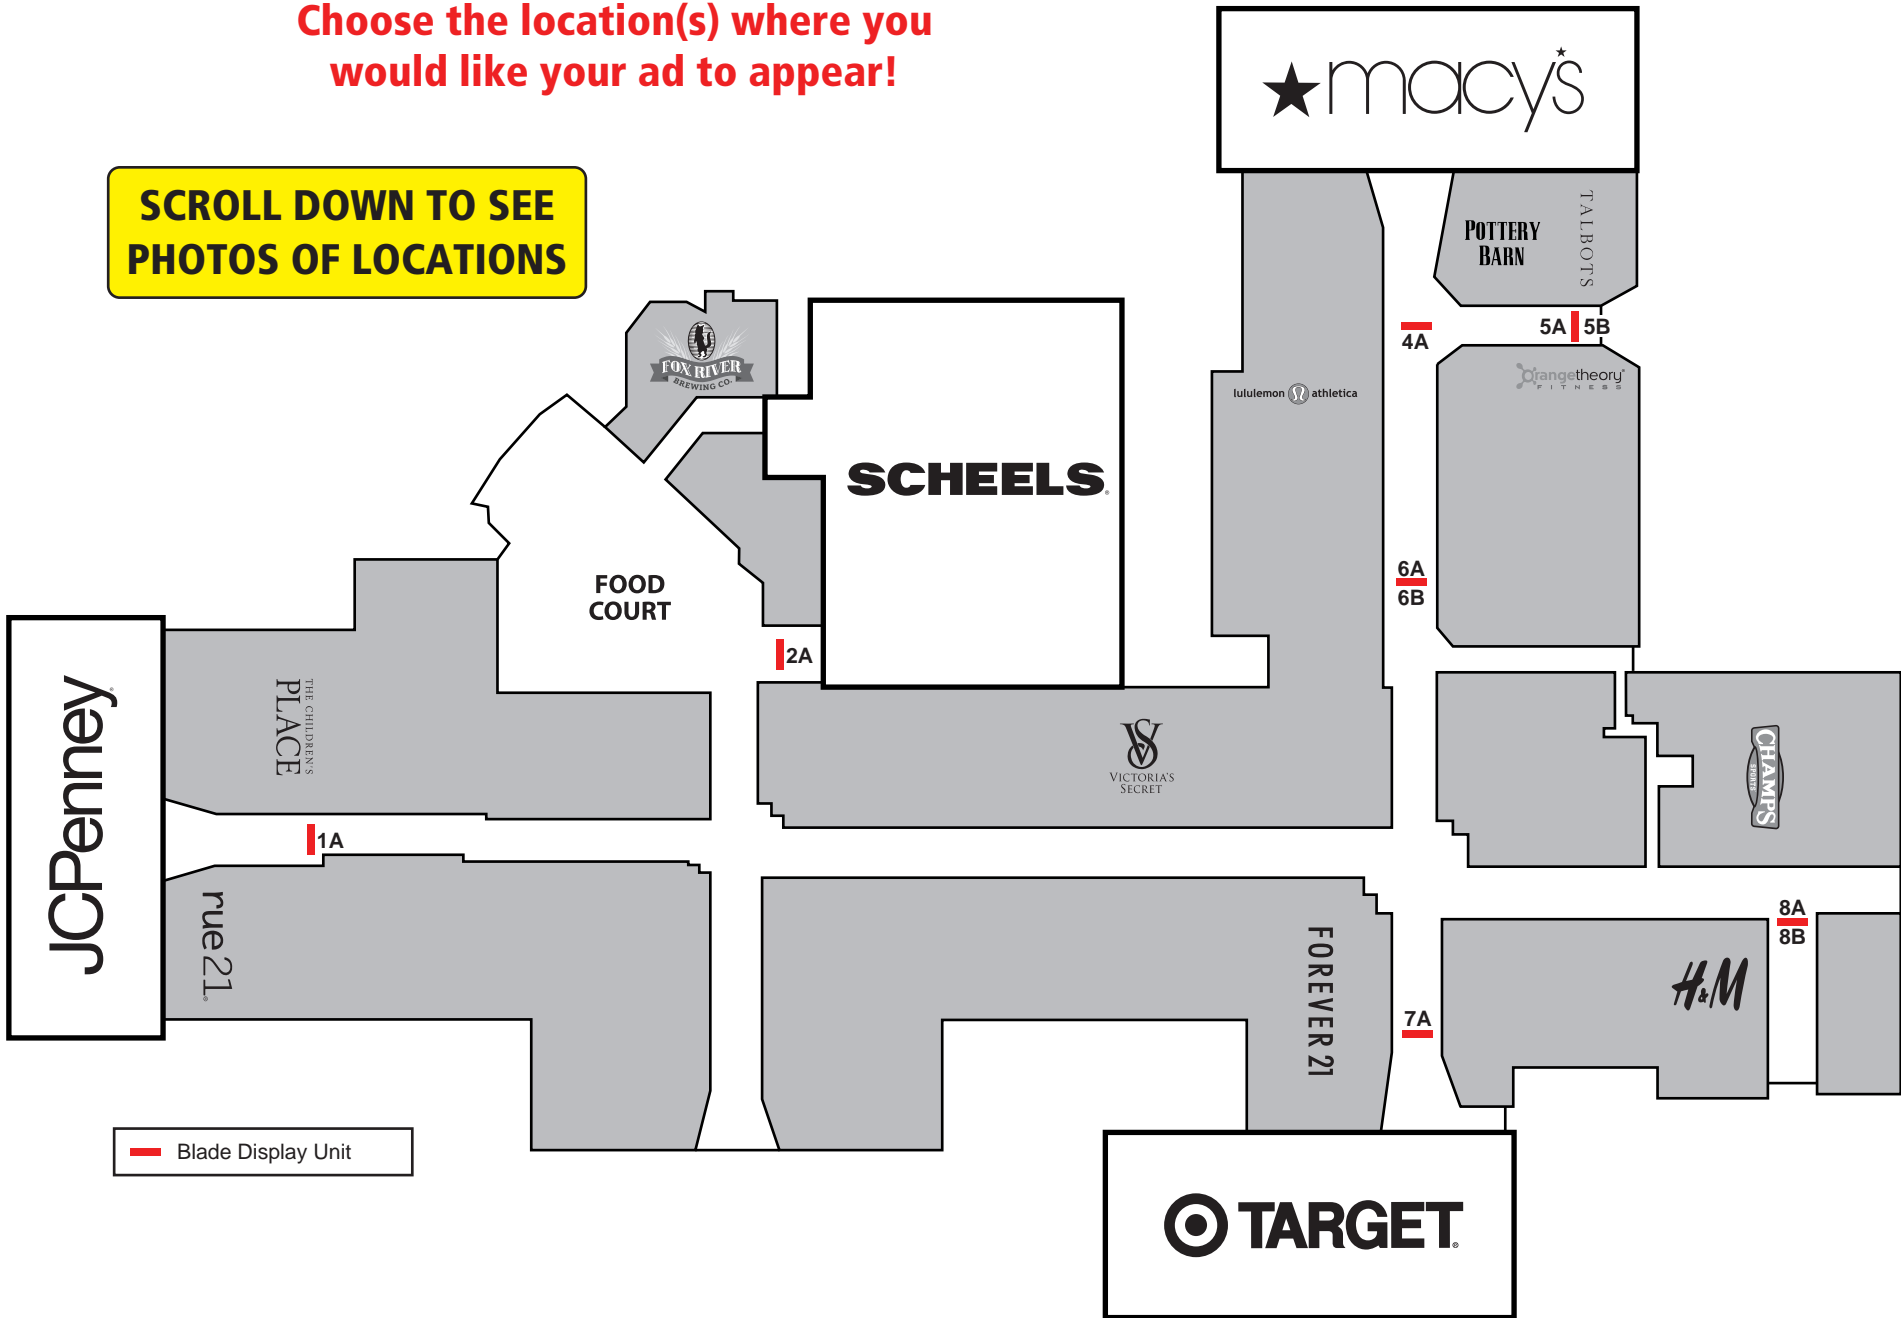 Choose the location(s) where you
would like your ad to appear!
SCROLL DOWN TO SEE
PHOTOS OF LOCATIONS
★macy's
POTTERY
BARN
TALBOTS
5A 5B
4A
FOX RIVER
BREWING CO.
orangetheory®
FITNESS
lululemon athletica
SCHEELS®
6A
6B
FOOD
COURT
2A
JCPenney®
THE CHILDREN'S
PLACE
VS
VICTORIA'S
SECRET
CHAMPS
SPORTS
1A
rue21®
FOREVER 21
8A
8B
H&M
7A
Blade Display Unit
TARGET®